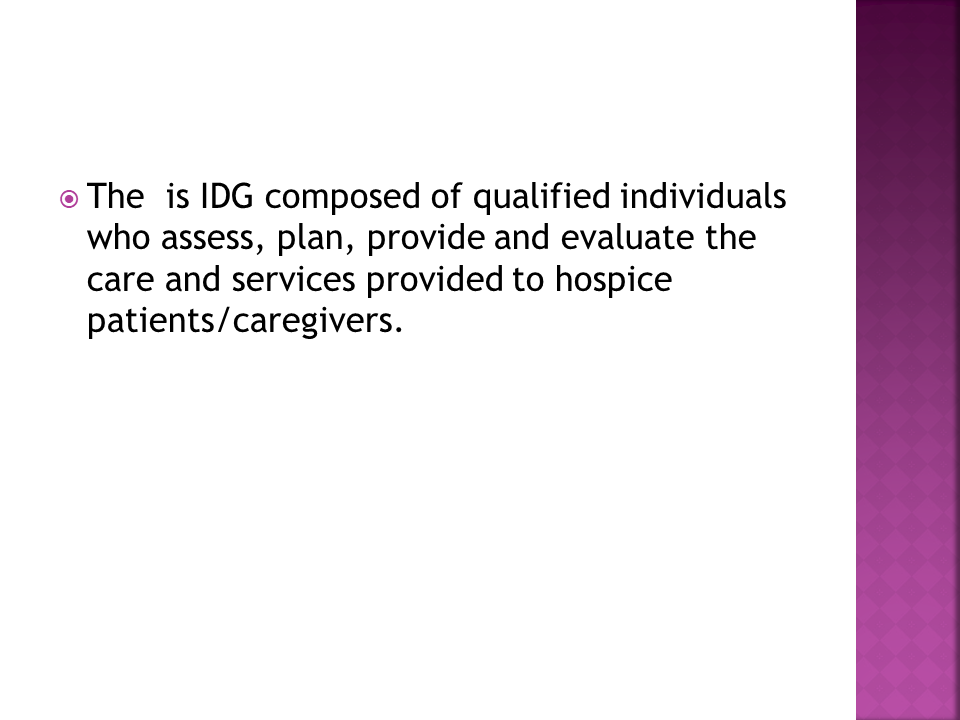 The  is IDG composed of qualified individuals
who assess, plan, provide and evaluate the
care and services provided to hospice
patients/caregivers.